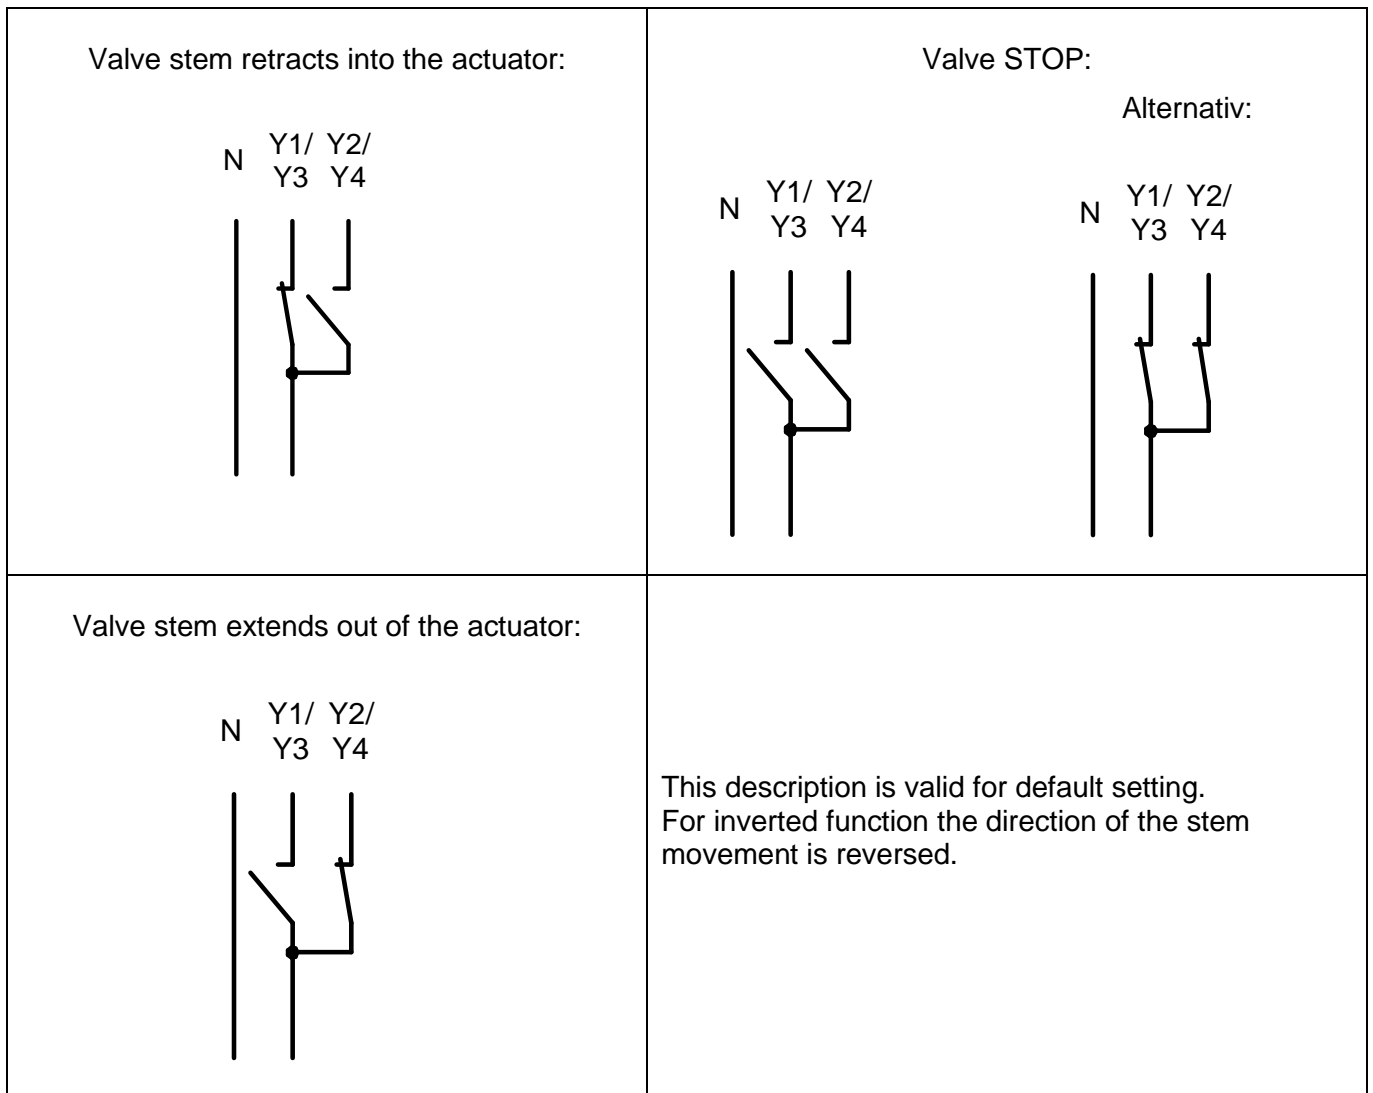 Valve stem retracts into the actuator:
N Y1/ Y2/
Y3 Y4
Valve STOP:
Alternativ:
N Y1/ Y2/
Y3 Y4
N Y1/ Y2/
Y3 Y4
Valve stem extends out of the actuator:
N Y1/ Y2/
Y3 Y4
This description is valid for default setting.
For inverted function the direction of the stem
movement is reversed.